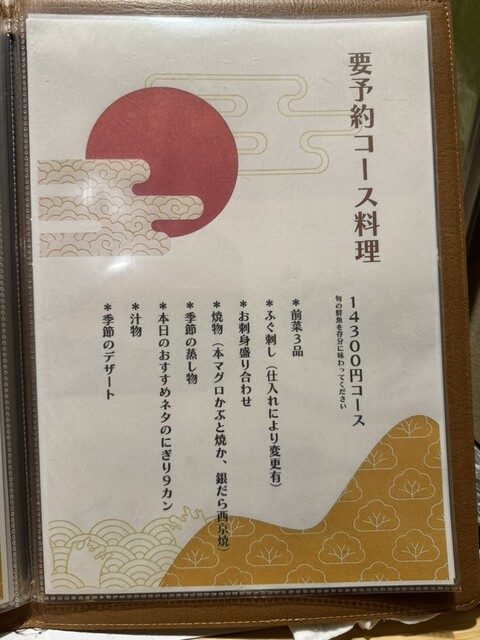 要予約コース料理
14300円コース
旬の鮮魚を存分に味わってください
*前菜3品
*ふぐ刺し(仕入れにより変更有)
*お刺身盛り合わせ
*焼物(本マグロかぶと焼か、銀だら西京焼)
*季節の蒸し物
*本日のおすすめネタのにぎり9カン
*汁物
*季節のデザート